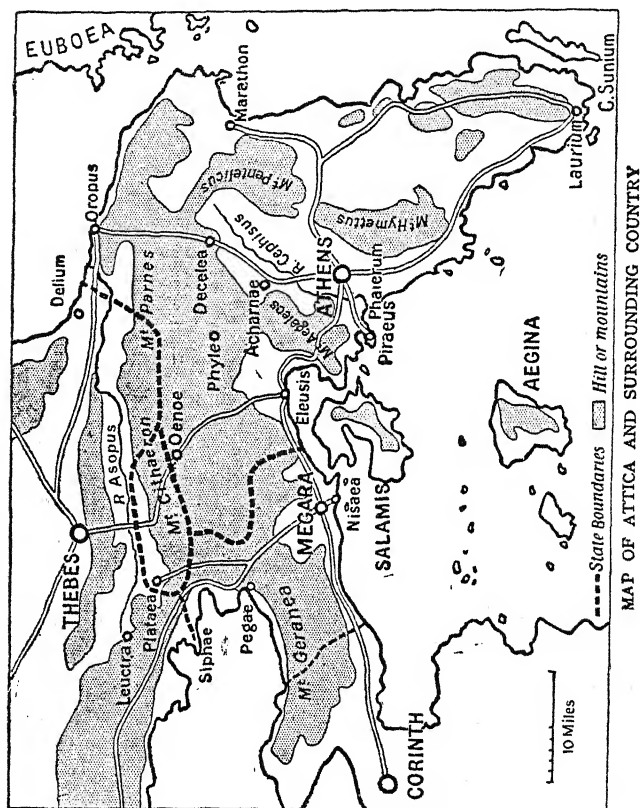 EUBOEA
Oropus
Delium
Marathon
Mt Pentelicus
R. Cephisus
Decelea
Mt Parnes
THEBES
R Asopus
Mt Cithaeron
Oenoe
Phyle
Acharnae
Mt Aegaleos
ATHENS
Mt Hymettus
Phalerum
Piraeus
Laurium
C. Sunium
Eleusis
Leuctra
Plataea
Siphae
Pegae
MEGARA
Nisaea
SALAMIS
AEGINA
Mt Geranea
CORINTH
10 Miles
State Boundaries
Hill or mountains
MAP OF ATTICA AND SURROUNDING COUNTRY